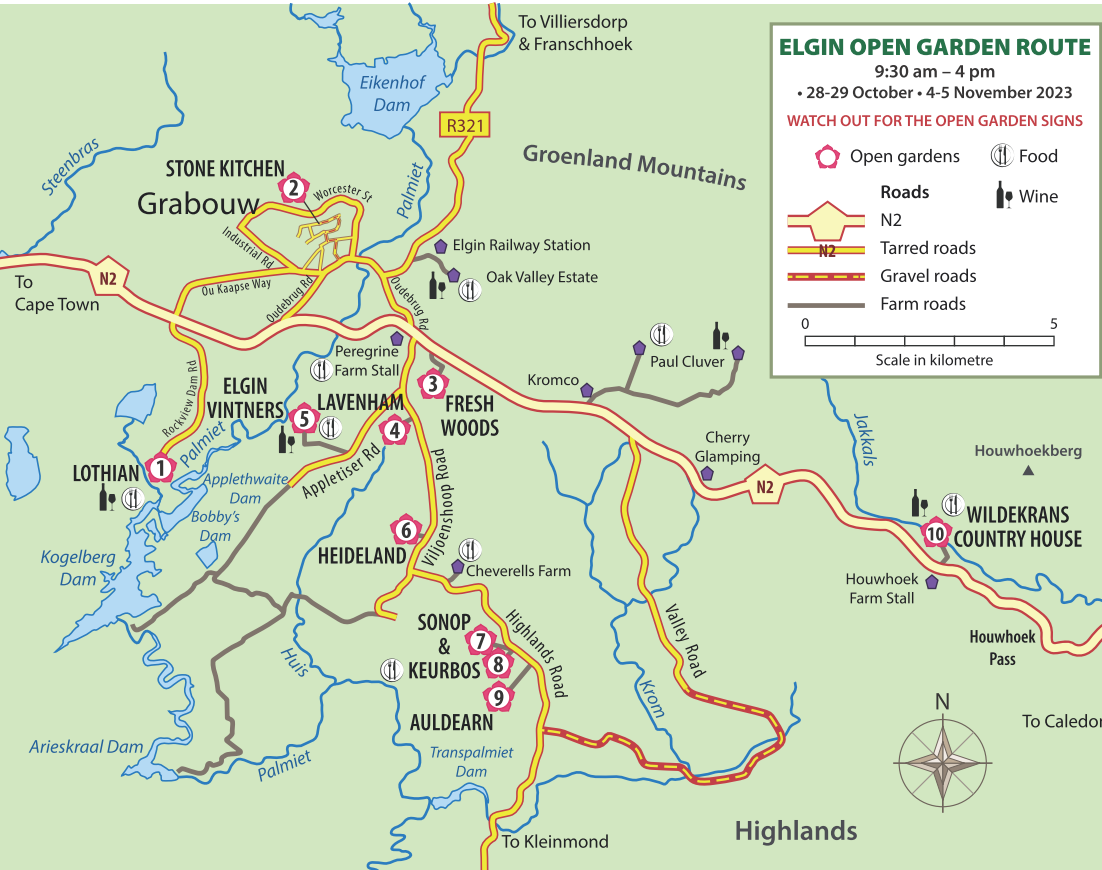 To Villiersdorp
& Franschhoek
ELGIN OPEN GARDEN ROUTE
9:30 am – 4 pm
• 28-29 October • 4-5 November 2023
WATCH OUT FOR THE OPEN GARDEN SIGNS
Open gardens
Food
Wine
Roads
N2
N2
Tarred roads
Gravel roads
Farm roads
0
5
Scale in kilometre
Eikenhof
Dam
R321
Groenland Mountains
Steenbras
STONE KITCHEN
2
Grabouw
Worcester St
Palmiet
Industrial Rd
Elgin Railway Station
Oak Valley Estate
To
Cape Town
N2
Ou Kaapse Way
Oudebrug Rd
Oudebrug Rd
Peregrine
Farm Stall
Paul Cluver
Kromco
3
FRESH
WOODS
ELGIN
VINTNERS
5
LAVENHAM
4
Rockview Dam Rd
Palmiet
LOTHIAN
1
Appletiser Rd
Applethwaite
Dam
Bobby's
Dam
Kogelberg
Dam
Viljoenshoop Road
6
HEIDELAND
Cheverells Farm
Cherry
Glamping
N2
Jakkals
Houwhoekberg
10
WILDEKRANS
COUNTRY HOUSE
Houwhoek
Farm Stall
Houwhoek
Pass
SONOP
&
KEURBOS
7
8
Highlands Road
9
AULDEARN
Valley Road
Krom
Huis
Arieskraal Dam
Palmiet
Transpalmiet
Dam
N
To Caledor
To Kleinmond
Highlands